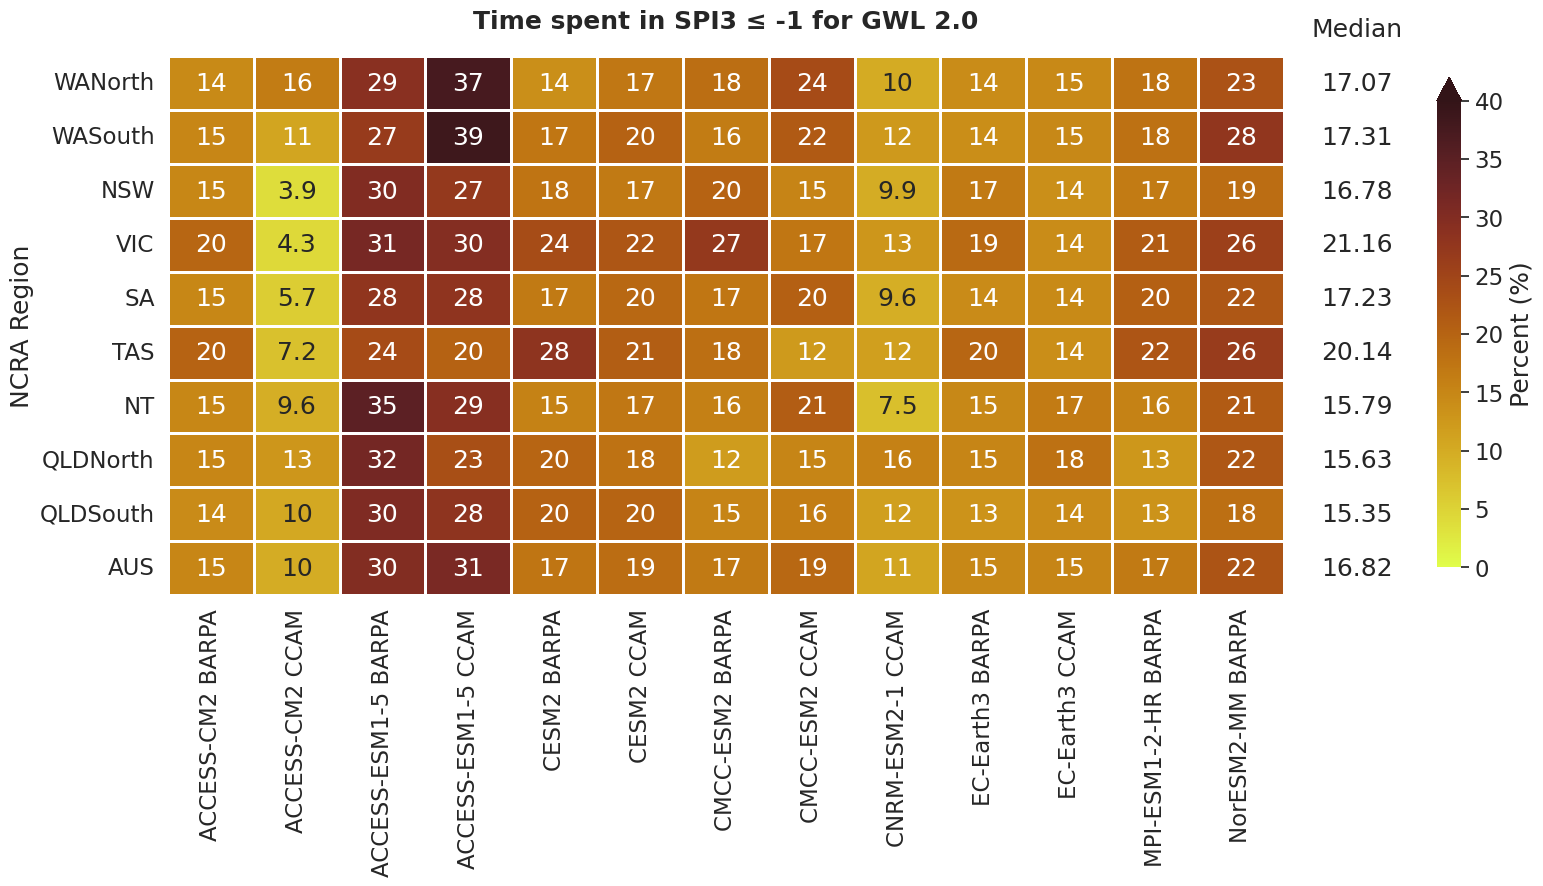 Time spent in SPI3 ≤ -1 for GWL 2.0
Median
WANorth 14 16 29 37 14 17 18 24 10 14 15 18 23 17.07
WASouth 15 11 27 39 17 20 16 22 12 14 15 18 28 17.31
NSW 15 3.9 30 27 18 17 20 15 9.9 17 14 17 19 16.78
VIC 20 4.3 31 30 24 22 27 17 13 19 14 21 26 21.16
SA 15 5.7 28 28 17 20 17 20 9.6 14 14 20 22 17.23
TAS 20 7.2 24 20 28 21 18 12 12 20 14 22 26 20.14
NT 15 9.6 35 29 15 17 16 21 7.5 15 17 16 21 15.79
QLDNorth 15 13 32 23 20 18 12 15 16 15 18 13 22 15.63
QLDSouth 14 10 30 28 20 20 15 16 12 13 14 13 18 15.35
AUS 15 10 30 31 17 19 17 19 11 15 15 17 22 16.82
NCRA Region
ACCESS-CM2 BARPA
ACCESS-CM2 CCAM
ACCESS-ESM1-5 BARPA
ACCESS-ESM1-5 CCAM
CESM2 BARPA
CESM2 CCAM
CMCC-ESM2 BARPA
CMCC-ESM2 CCAM
CNRM-ESM2-1 CCAM
EC-Earth3 BARPA
EC-Earth3 CCAM
MPI-ESM1-2-HR BARPA
NorESM2-MM BARPA
40
35
30
25
20
15
10
5
0
Percent (%)